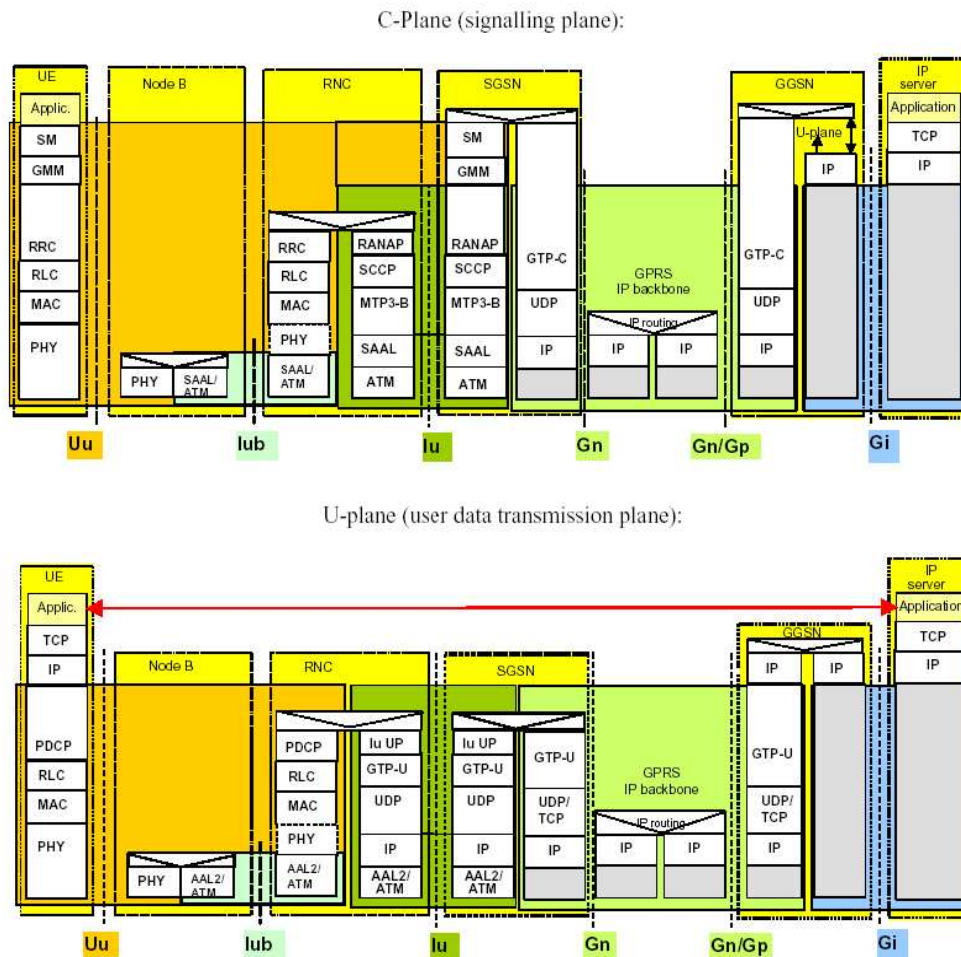 C-Plane (signalling plane):
UE
Node B
RNC
SGSN
GGSN
IP
server
Applic.
Application
SM
SM
U-plane
TCP
GMM
GMM
IP
IP
RRC
RRC
RANAP
RANAP
GTP-C
GTP-C
RLC
RLC
SCCP
SCCP
GPRS
IP backbone
MAC
MAC
MTP3-B
MTP3-B
UDP
UDP
IP routing
PHY
PHY
SAAL
SAAL
IP
IP
IP
IP
PHY
SAAL/
ATM
SAAL/
ATM
ATM
ATM
Uu
Iub
Iu
Gn
Gn/Gp
Gi
U-plane (user data transmission plane):
UE
IP
server
Applic.
Application
TCP
GGSN
TCP
IP
Node B
RNC
SGSN
IP
IP
IP
PDCP
PDCP
Iu UP
Iu UP
GTP-U
GTP-U
RLC
RLC
GTP-U
GTP-U
GPRS
IP backbone
MAC
MAC
UDP
UDP
UDP/
TCP
UDP/
TCP
IP routing
PHY
PHY
IP
IP
IP
IP
IP
IP
PHY
AAL2/
ATM
AAL2/
ATM
AAL2/
ATM
AAL2/
ATM
Uu
Iub
Iu
Gn
Gn/Gp
Gi